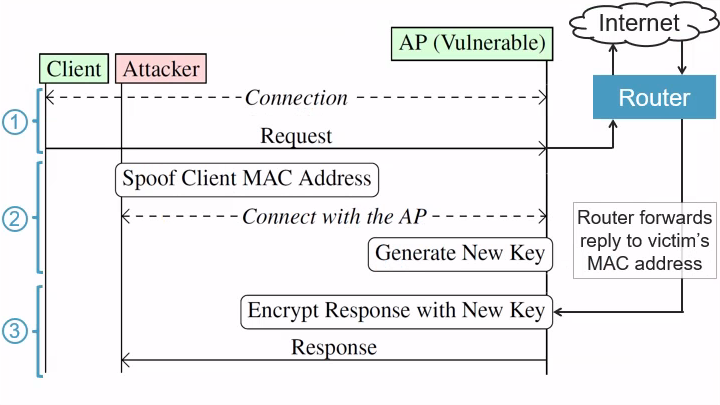 Internet
AP (Vulnerable)
Client
Attacker
Router
Connection
1
Request
Spoof Client MAC Address
2
Connect with the AP
Router forwards
reply to victim's
MAC address
Generate New Key
3
Encrypt Response with New Key
Response